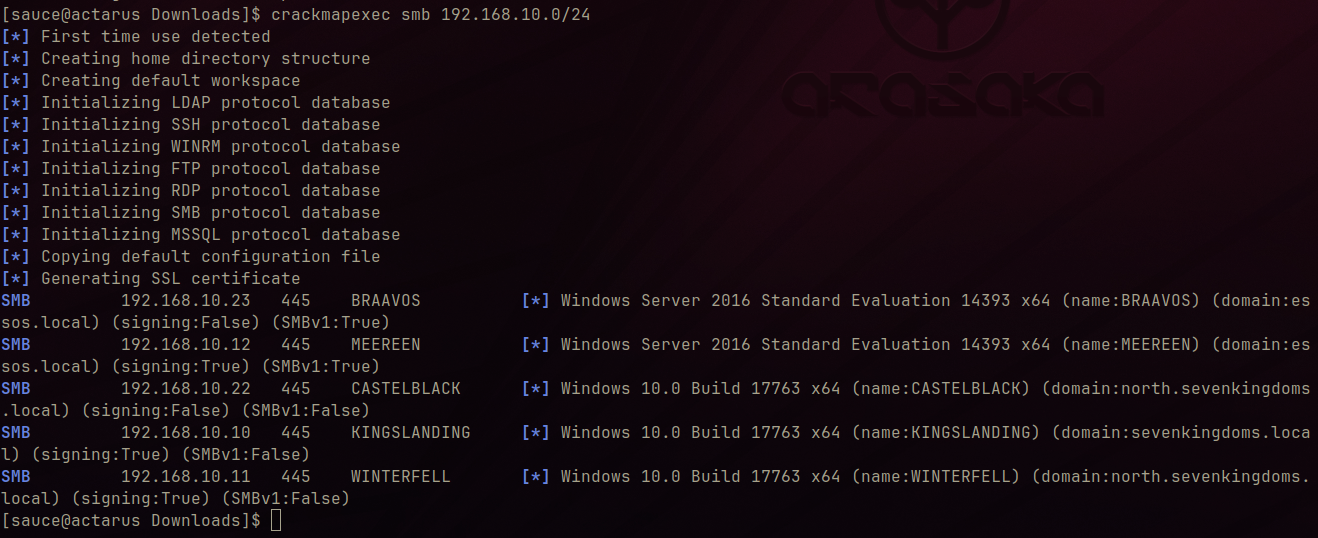 [sauce@actarus Downloads]$ crackmapexec smb 192.168.10.0/24
[*] First time use detected
[*] Creating home directory structure
[*] Creating default workspace
[*] Initializing LDAP protocol database
[*] Initializing SSH protocol database
[*] Initializing WINRM protocol database
[*] Initializing FTP protocol database
[*] Initializing RDP protocol database
[*] Initializing SMB protocol database
[*] Initializing MSSQL protocol database
[*] Copying default configuration file
[*] Generating SSL certificate
SMB         192.168.10.23   445    BRAAVOS          [*] Windows Server 2016 Standard Evaluation 14393 x64 (name:BRAAVOS) (domain:es
sos.local) (signing:False) (SMBv1:True)
SMB         192.168.10.12   445    MEEREEN          [*] Windows Server 2016 Standard Evaluation 14393 x64 (name:MEEREEN) (domain:es
sos.local) (signing:True) (SMBv1:True)
SMB         192.168.10.22   445    CASTELBLACK      [*] Windows 10.0 Build 17763 x64 (name:CASTELBLACK) (domain:north.sevenkingdoms
.local) (signing:False) (SMBv1:False)
SMB         192.168.10.10   445    KINGSLANDING     [*] Windows 10.0 Build 17763 x64 (name:KINGSLANDING) (domain:sevenkingdoms.loca
l) (signing:True) (SMBv1:False)
SMB         192.168.10.11   445    WINTERFELL       [*] Windows 10.0 Build 17763 x64 (name:WINTERFELL) (domain:north.sevenkingdoms.
local) (signing:True) (SMBv1:False)
[sauce@actarus Downloads]$
arasaka